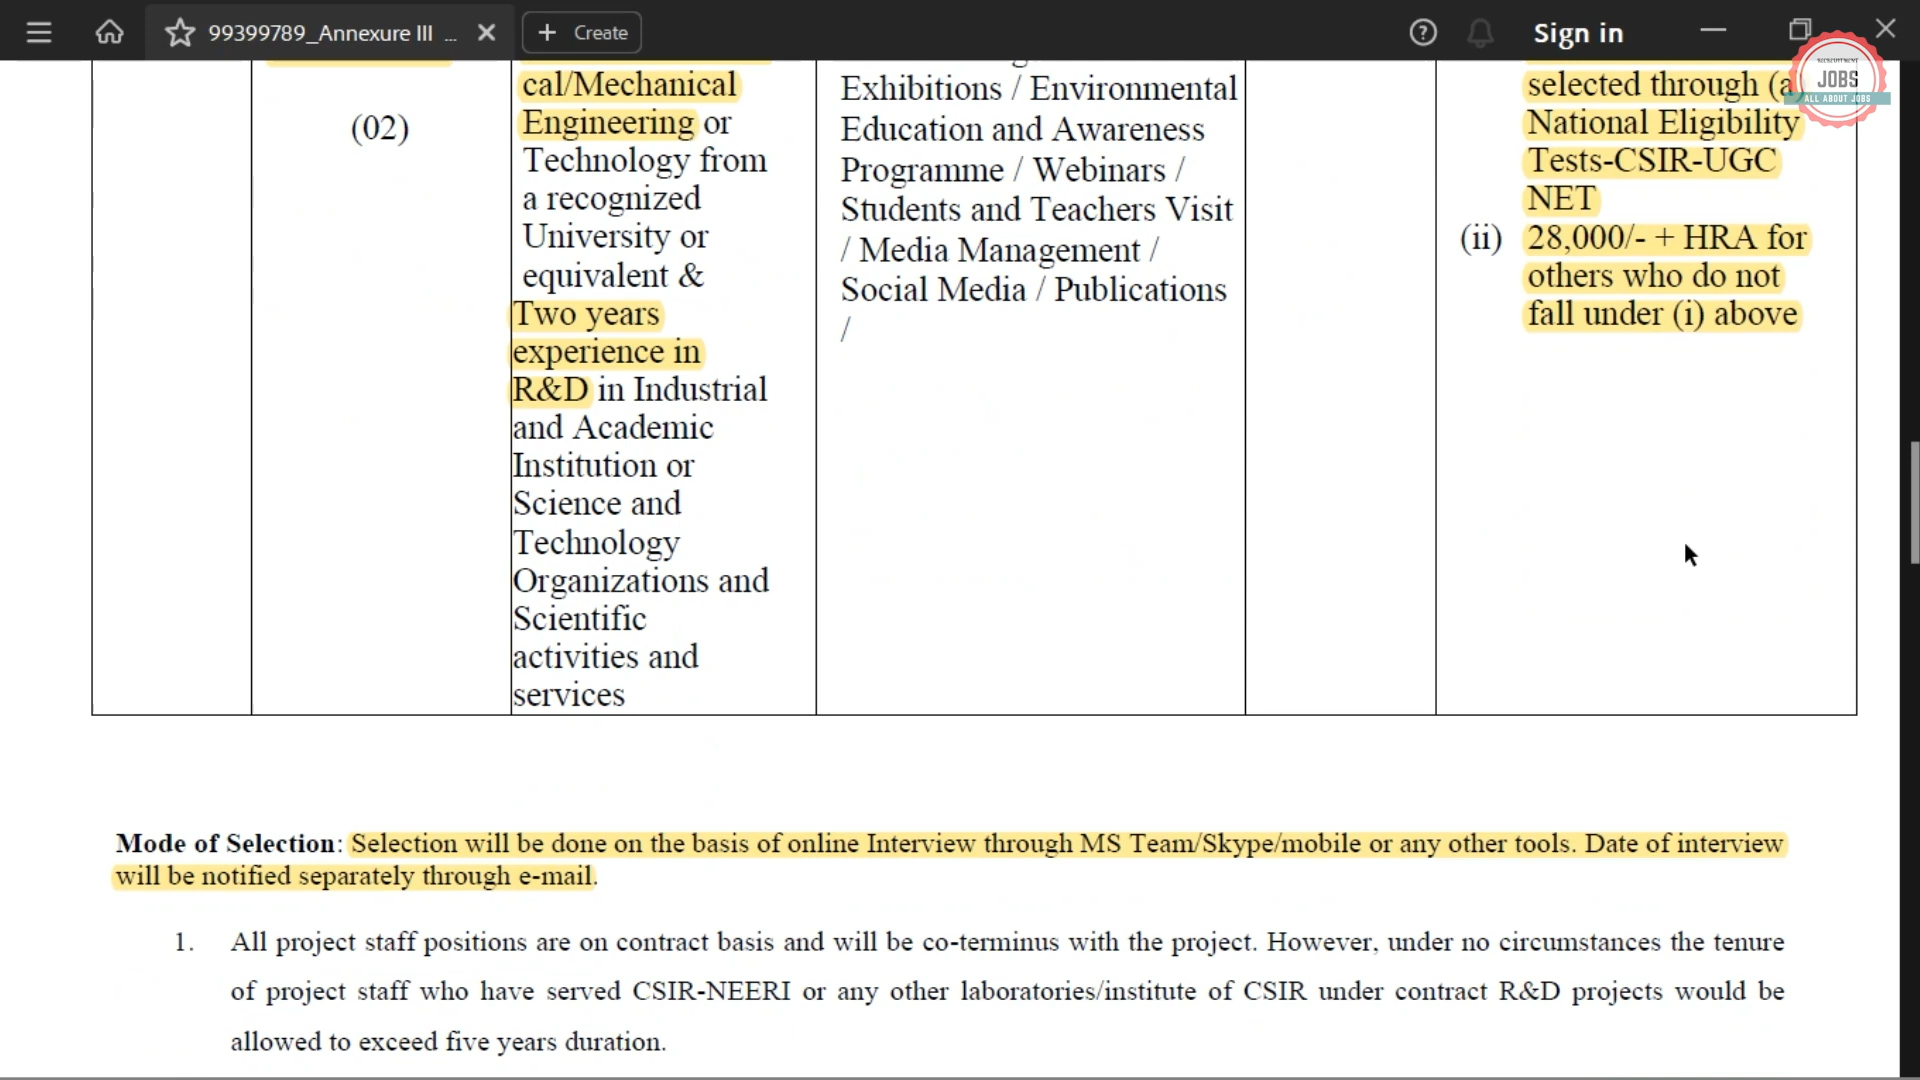 99399789_Annexure III ...
Create
Sign in
RECRUITMENT
JOBS
ALL ABOUT JOBS
(02)
cal/Mechanical
Engineering or
Technology from
a recognized
University or
equivalent &
Two years
experience in
R&D in Industrial
and Academic
Institution or
Science and
Technology
Organizations and
Scientific
activities and
services
Exhibitions / Environmental
Education and Awareness
Programme / Webinars /
Students and Teachers Visit
/ Media Management /
Social Media / Publications
/
selected through (a)
National Eligibility
Tests-CSIR-UGC
NET
(ii) 28,000/- + HRA for
others who do not
fall under (i) above
Mode of Selection: Selection will be done on the basis of online Interview through MS Team/Skype/mobile or any other tools. Date of interview
will be notified separately through e-mail.
1. All project staff positions are on contract basis and will be co-terminus with the project. However, under no circumstances the tenure
of project staff who have served CSIR-NEERI or any other laboratories/institute of CSIR under contract R&D projects would be
allowed to exceed five years duration.